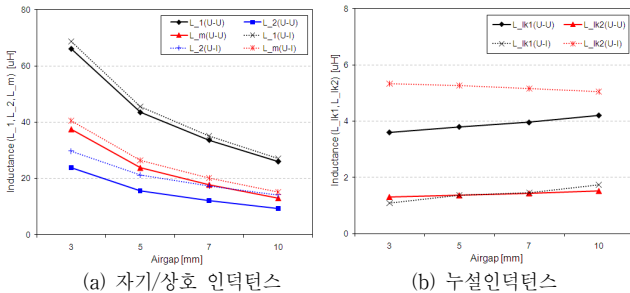 80
60
40
20
0
Inductance (L_1, L_2, L_m) [uH]
L_1(U-U)
L_2(U-U)
L_m(U-U)
L_1(U-I)
L_2(U-I)
L_m(U-I)
3 5 7 10
Airgap [mm]
(a) 자기/상호 인덕턴스
8
6
4
2
0
Inductance (L_lk1, L_lk2) [uH]
L_lk1(U-U)
L_lk2(U-U)
L_lk1(U-I)
L_lk2(U-I)
3 5 7 10
Airgap [mm]
(b) 누설인덕턴스